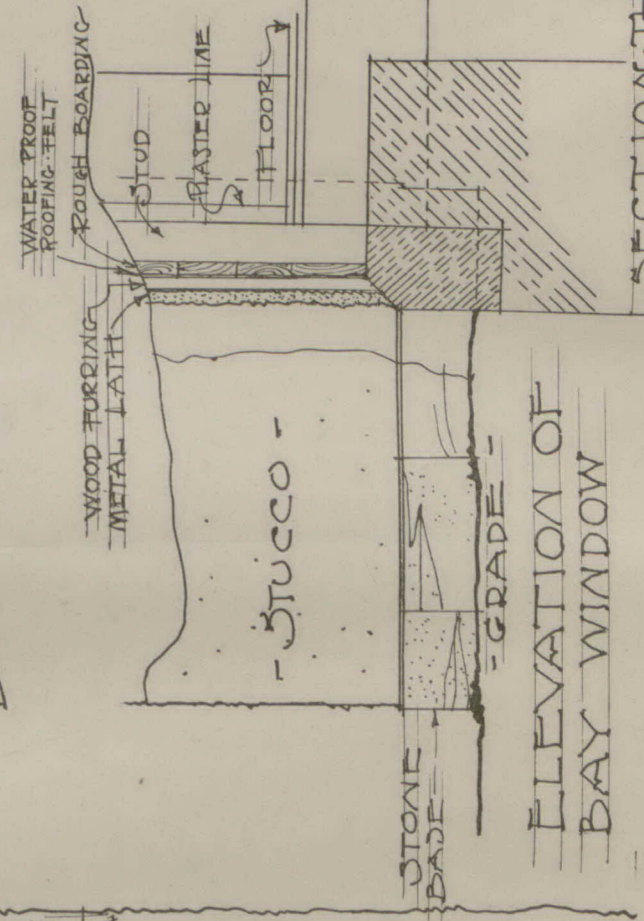 WATER PROOF
ROOFING FELT
ROUGH BOARDING
STUD
PLASTER LINE
FLOOR
WOOD FURRING
METAL LATH
- STUCCO -
- GRADE -
STONE
BASE
ELEVATION OF
BAY WINDOW